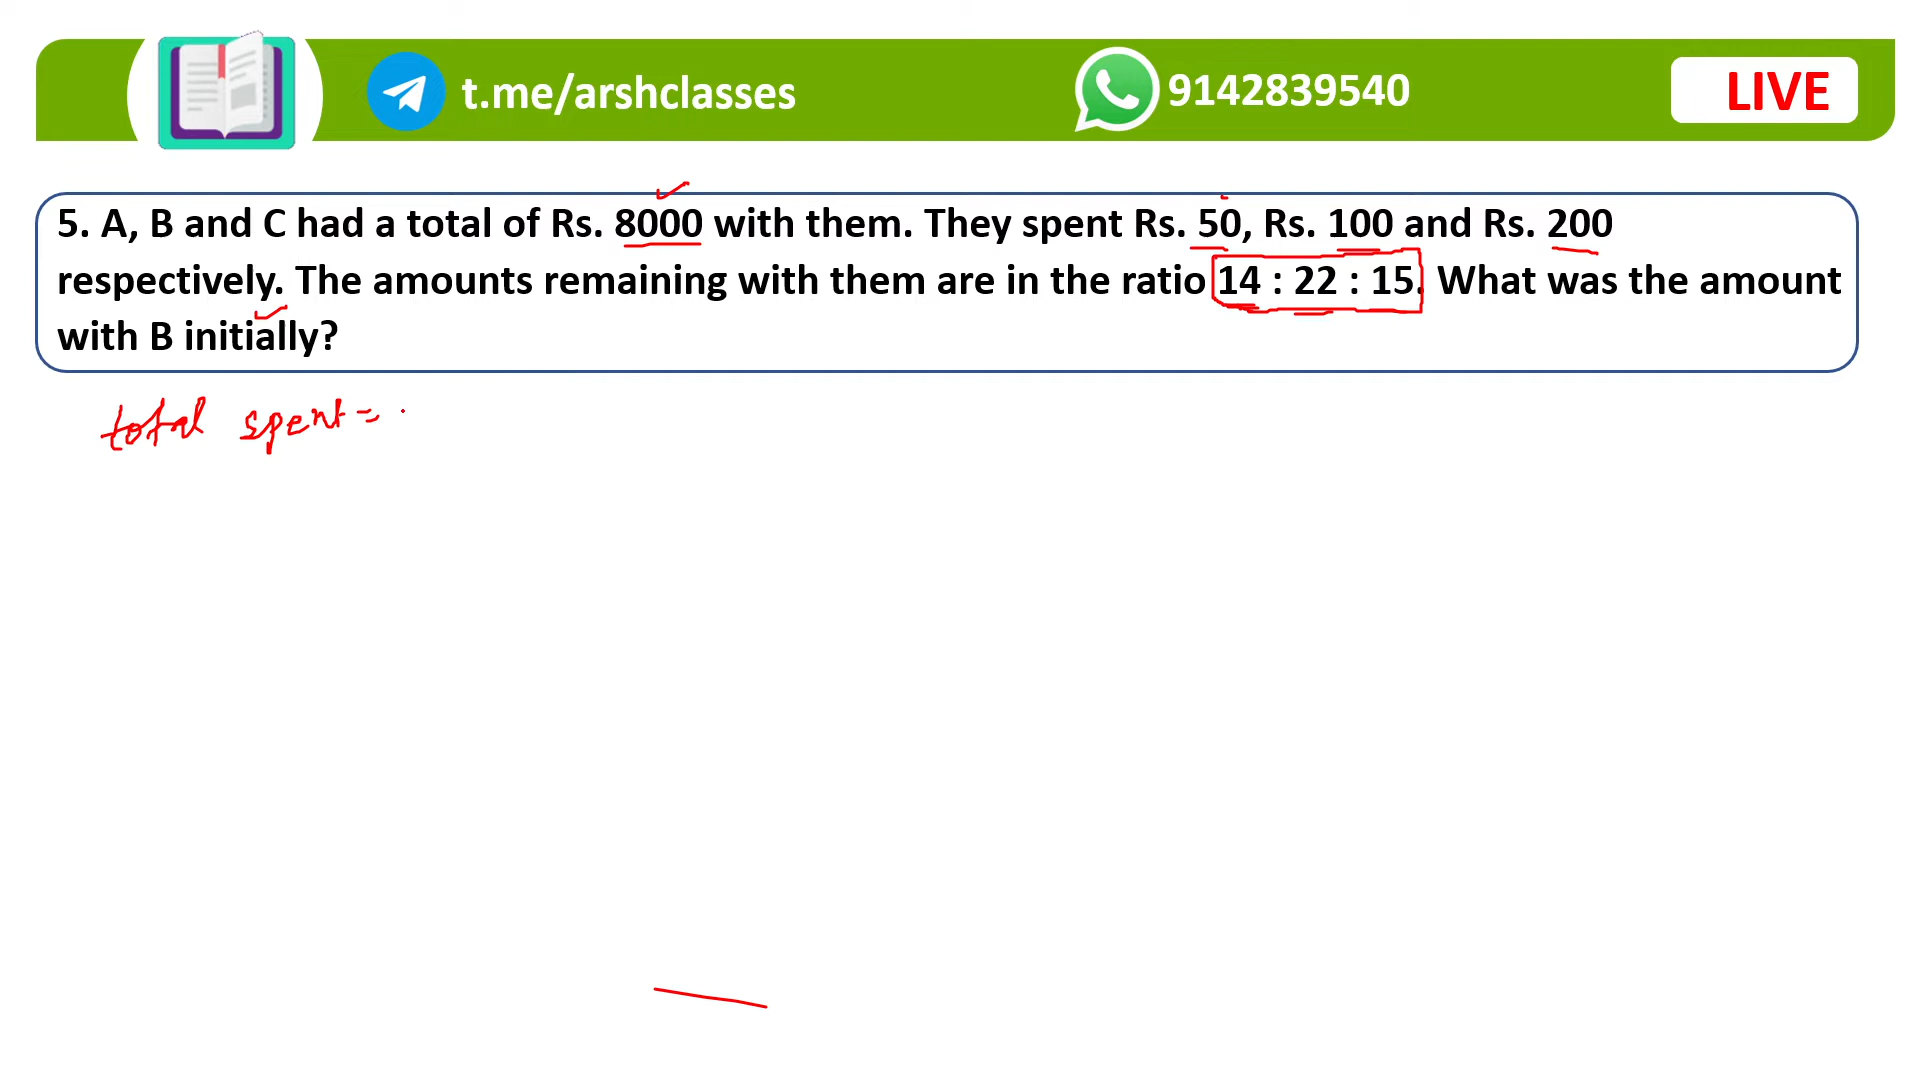 t.me/arshclasses
9142839540
LIVE
5. A, B and C had a total of Rs. 8000 with them. They spent Rs. 50, Rs. 100 and Rs. 200
respectively. The amounts remaining with them are in the ratio 14 : 22 : 15. What was the amount
with B initially?
total spent =